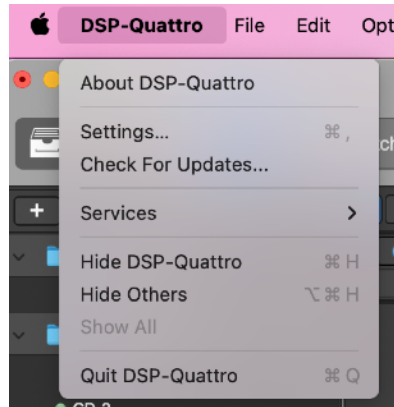 DSP-Quattro File Edit Opt
About DSP-Quattro
Settings... ⌘ ,
Check For Updates...
Services
Hide DSP-Quattro ⌘ H
Hide Others ⌥ ⌘ H
Show All
Quit DSP-Quattro ⌘ Q